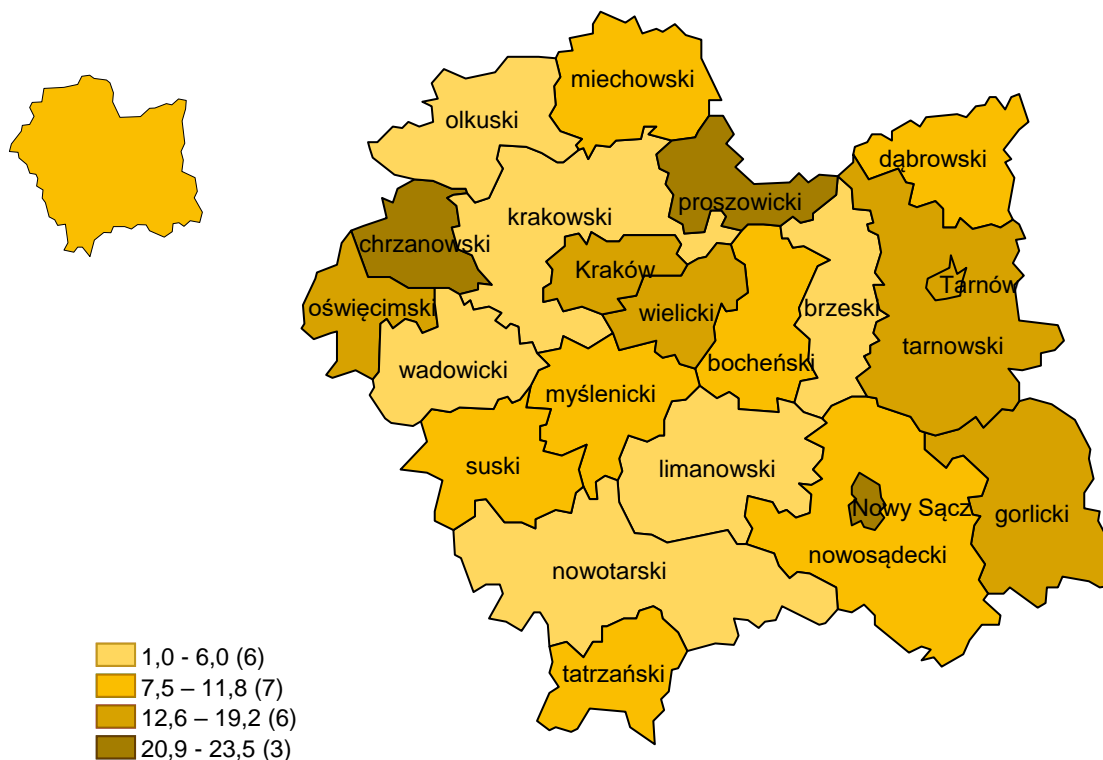 miechowski
olkuski
dąbrowski
proszowicki
krakowski
chrzanowski
Kraków
Tarnów
oświęcimski
wielicki
brzeski
tarnowski
bocheński
wadowicki
myślenicki
suski
limanowski
Nowy Sącz
gorlicki
nowosądecki
nowotarski
tatrzański
1,0 - 6,0 (6)
7,5 – 11,8 (7)
12,6 – 19,2 (6)
20,9 - 23,5 (3)